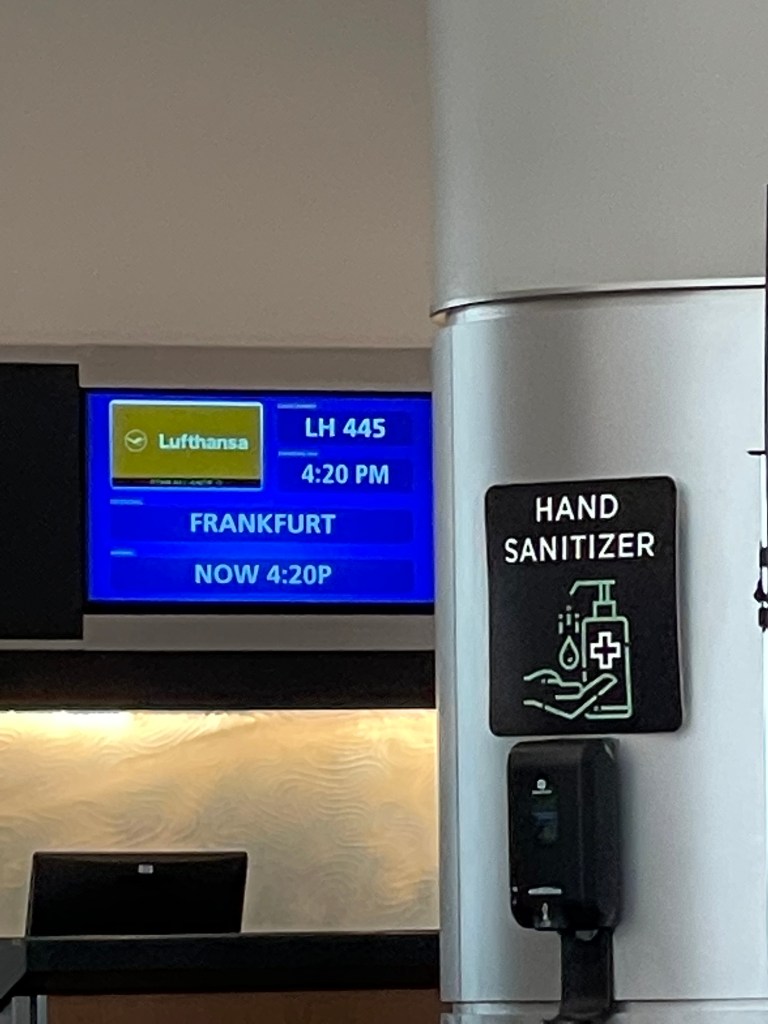 Lufthansa
LH 445
4:20 PM
FRANKFURT
NOW 4:20P
HAND
SANITIZER